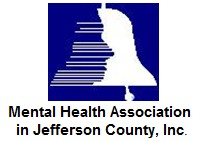 Mental Health Association
in Jefferson County, Inc.